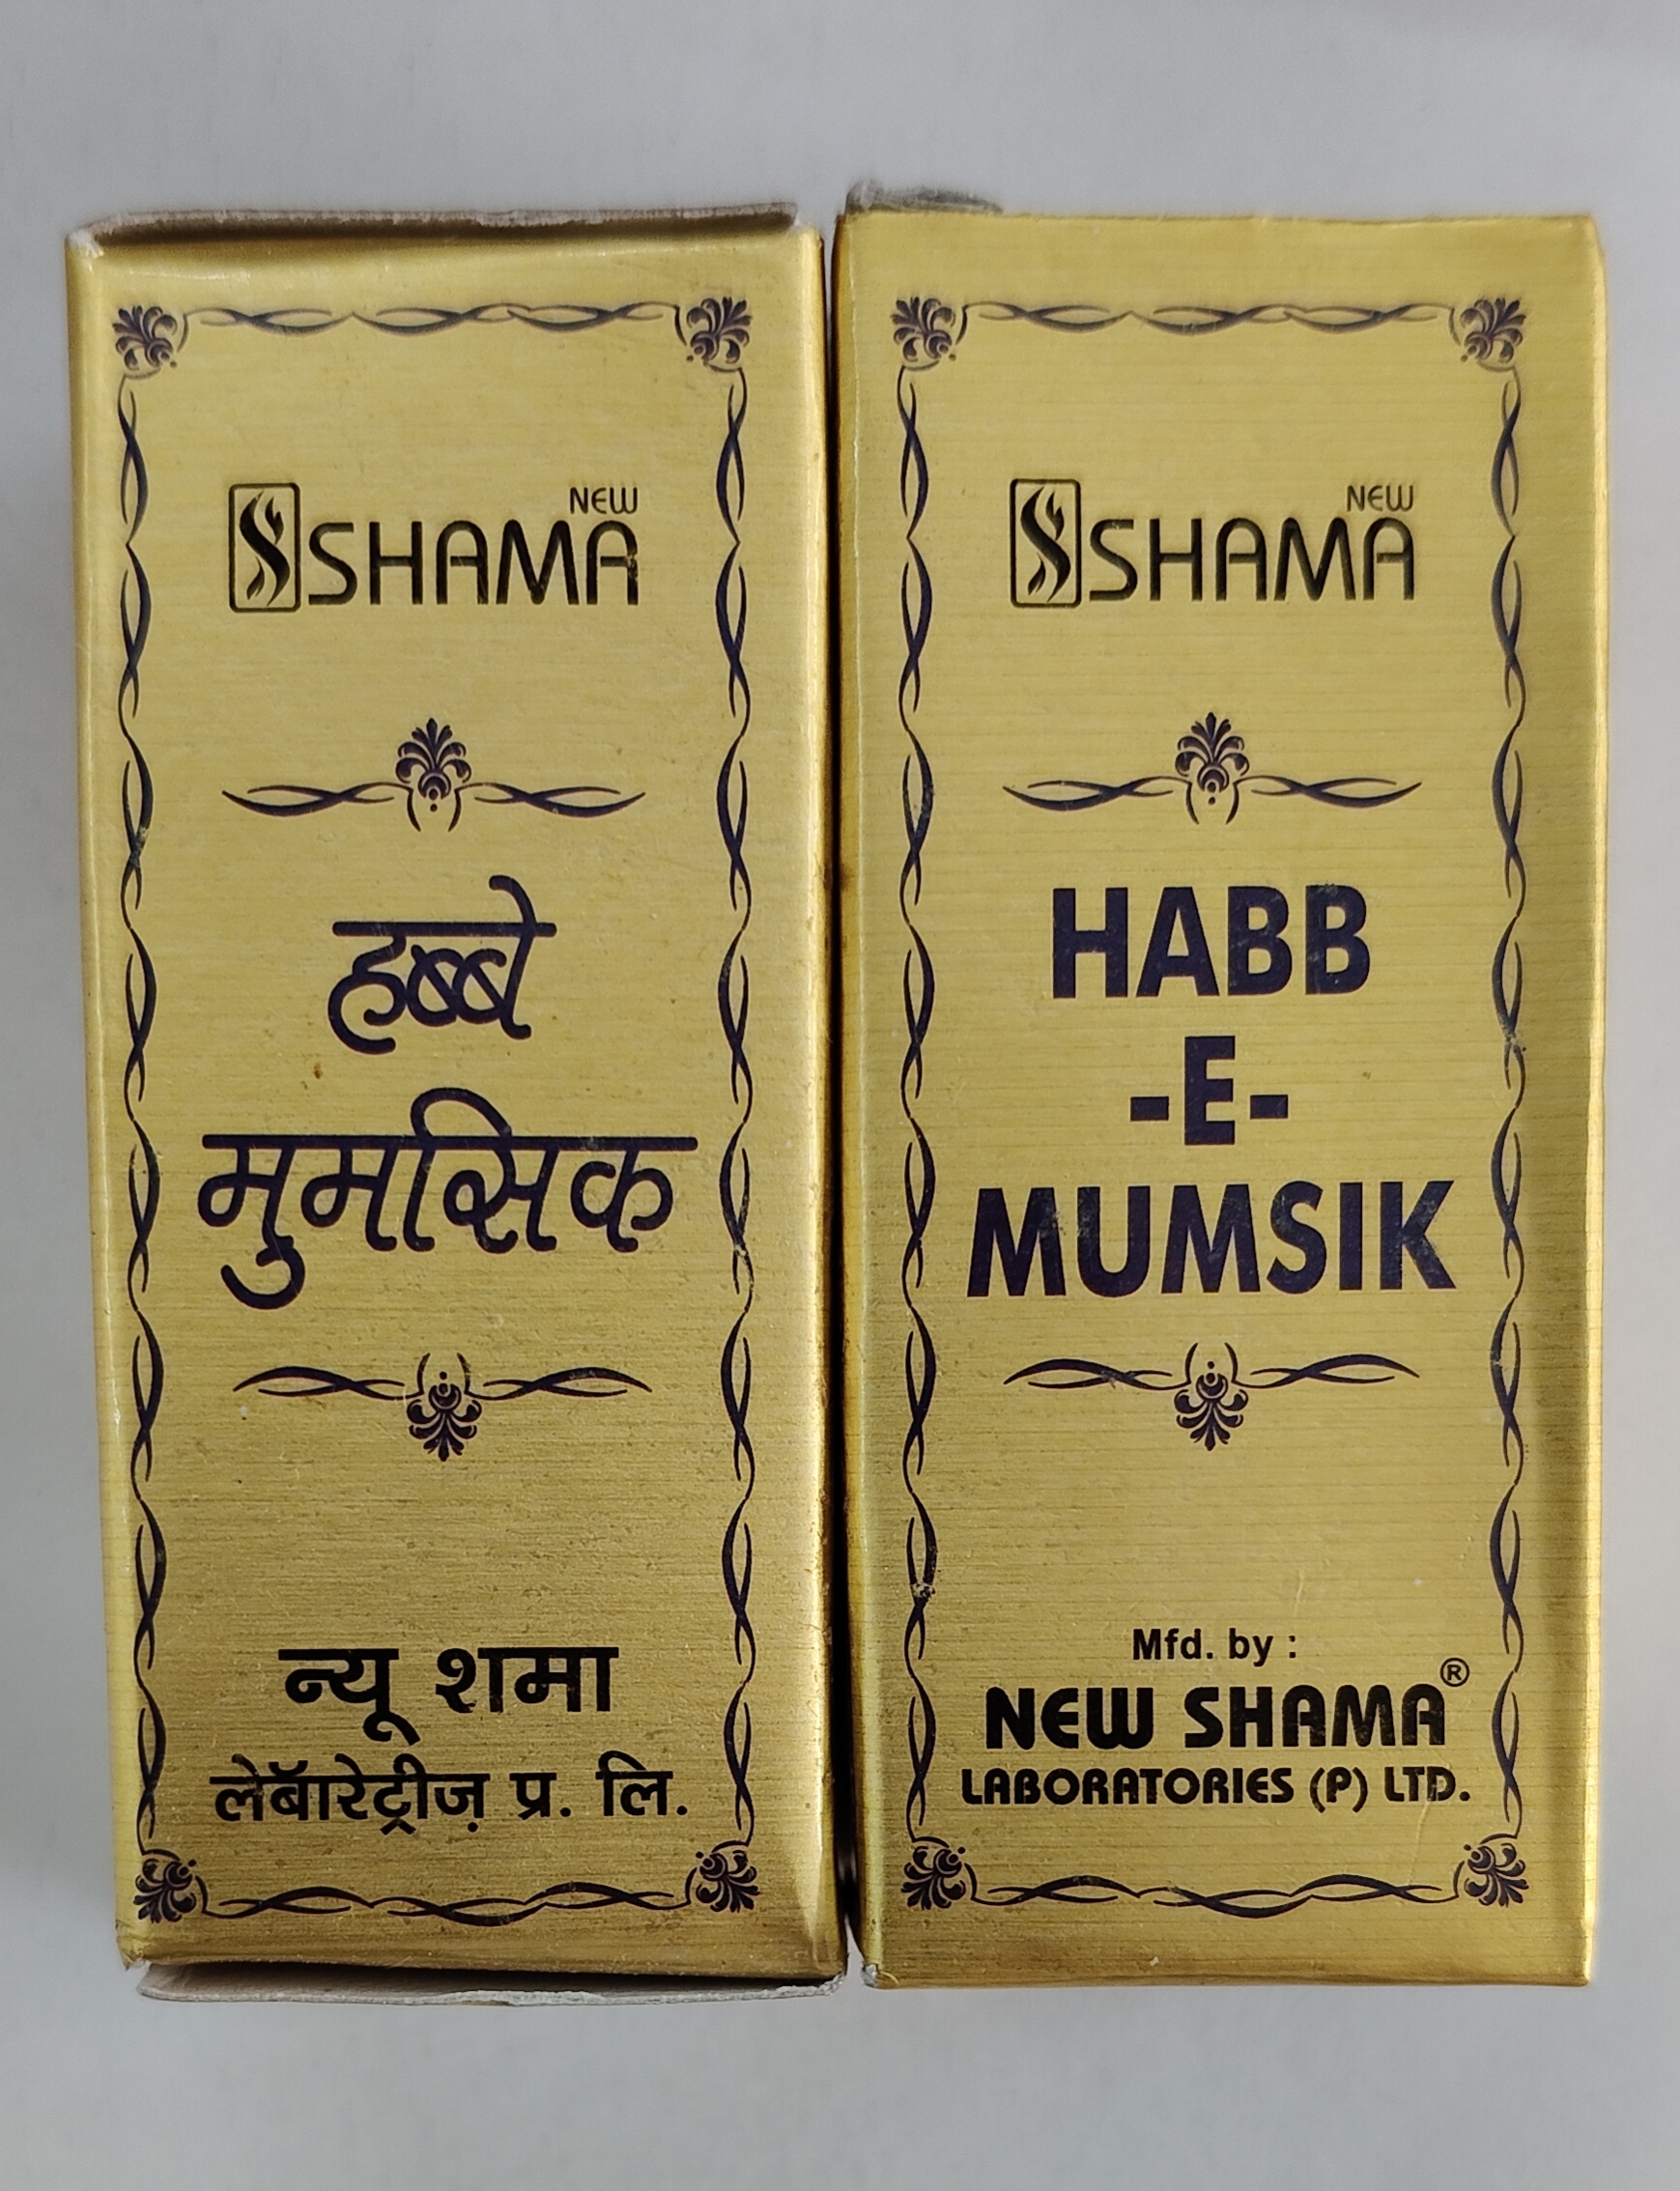 NEW
SHAMA
हब्बे
मुमसिक
न्यू शमा
लेबॅारेट्रीज़ प्र. लि.
NEW
SHAMA
HABB
-E-
MUMSIK
Mfd. by :
NEW SHAMA®
LABORATORIES (P) LTD.